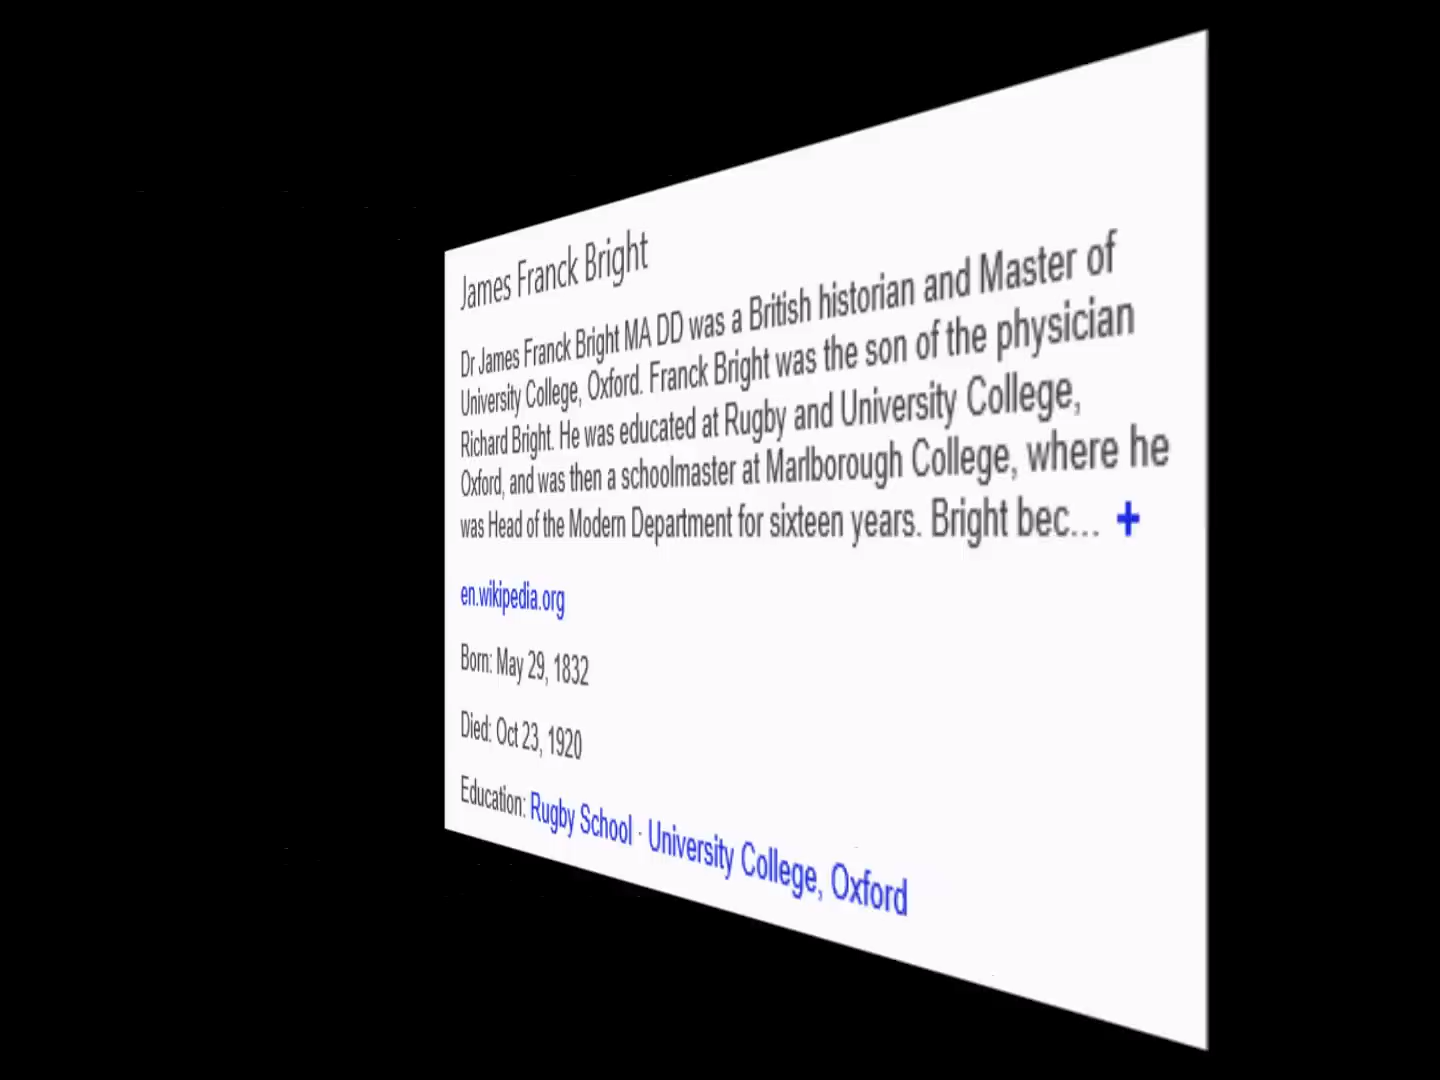 James Franck Bright
Dr James Franck Bright MA DD was a British historian and Master of
University College, Oxford. Franck Bright was the son of the physician
Richard Bright. He was educated at Rugby and University College,
Oxford, and was then a schoolmaster at Marlborough College, where he
was Head of the Modern Department for sixteen years. Bright bec... +
en.wikipedia.org
Born: May 29, 1832
Died: Oct 23, 1920
Education: Rugby School · University College, Oxford